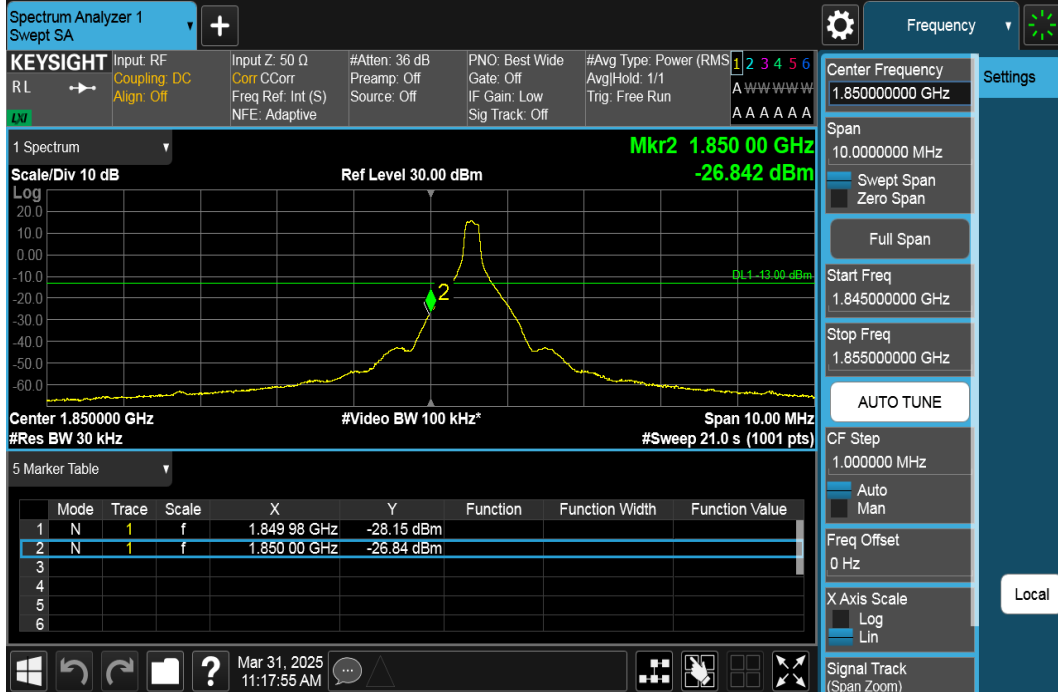 Spectrum Analyzer 1
Swept SA
Frequency
KEYSIGHT
R L
LXI
Input: RF
Coupling: DC
Align: Off
Input Z: 50 Ω
Corr CCorr
Freq Ref: Int (S)
NFE: Adaptive
#Atten: 36 dB
Preamp: Off
Source: Off
PNO: Best Wide
Gate: Off
IF Gain: Low
Sig Track: Off
#Avg Type: Power (RMS
Avg|Hold: 1/1
Trig: Free Run
1 2 3 4 5 6
A W W W W W
A A A A A A
1 Spectrum
Mkr2 1.850 00 GHz
Scale/Div 10 dB
Ref Level 30.00 dBm
-26.842 dBm
Log
20.0
10.0
0.00
-10.0
DL1 -13.00 dBm
2
-20.0
-30.0
-40.0
-50.0
-60.0
Center 1.850000 GHz
#Video BW 100 kHz*
Span 10.00 MHz
#Res BW 30 kHz
#Sweep 21.0 s (1001 pts)
5 Marker Table
Mode Trace Scale X Y Function Function Width Function Value
1 N 1 f 1.849 98 GHz -28.15 dBm
2 N 1 f 1.850 00 GHz -26.84 dBm
3
4
5
6
?
Mar 31, 2025
11:17:55 AM
Center Frequency
1.850000000 GHz
Settings
Span
10.0000000 MHz
Swept Span
Zero Span
Full Span
Start Freq
1.845000000 GHz
Stop Freq
1.855000000 GHz
AUTO TUNE
CF Step
1.000000 MHz
Auto
Man
Freq Offset
0 Hz
X Axis Scale
Log
Lin
Local
Signal Track
(Span Zoom)